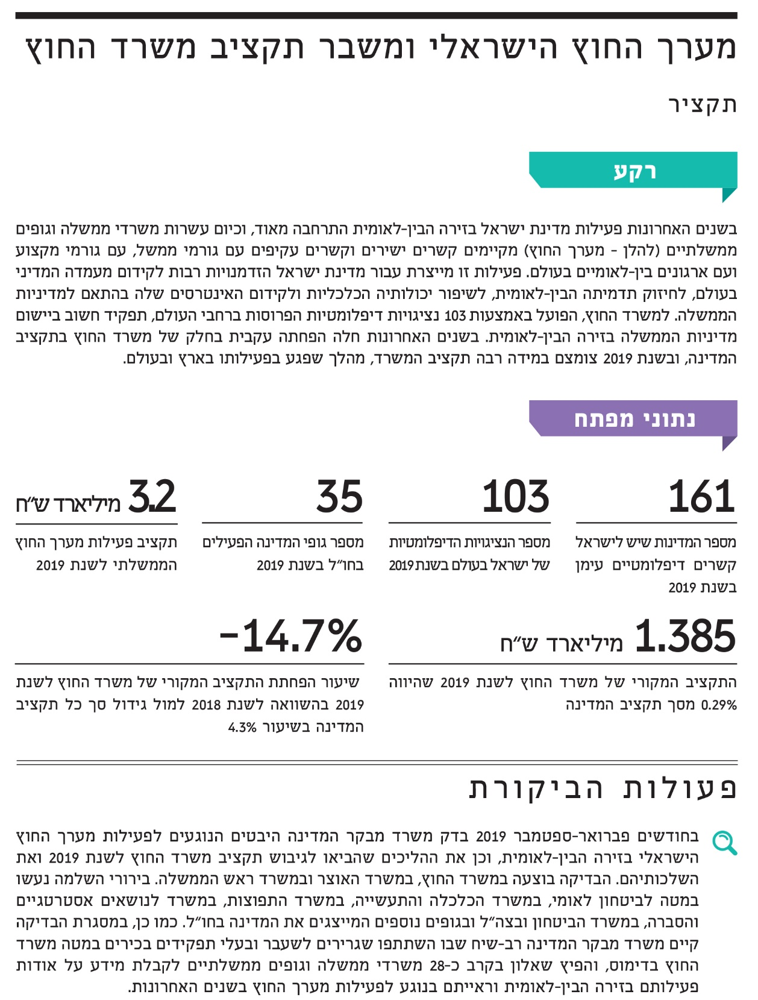 מערך החוץ הישראלי ומשבר תקציב משרד החוץ
תקציר
רקע
בשנים האחרונות פעילות מדינת ישראל בזירה הבין-לאומית התרחבה מאוד, וכיום עשרות משרדי ממשלה וגופים
ממשלתיים (להלן - מערך החוץ) מקיימים קשרים ישירים וקשרים עקיפים עם גורמי ממשל, עם גורמי מקצוע
ועם ארגונים בין-לאומיים בעולם. פעילות זו מייצרת עבור מדינת ישראל הזדמנויות רבות לקידום מעמדה המדיני
בעולם, לחיזוק תדמיתה הבין-לאומית, לשיפור יכולותיה הכלכליות ולקידום האינטרסים שלה בהתאם למדיניות
הממשלה. למשרד החוץ, הפועל באמצעות 103 נציגויות דיפלומטיות הפרוסות ברחבי העולם, תפקיד חשוב ביישום
מדיניות הממשלה בזירה הבין-לאומית. בשנים האחרונות חלה הפחתה עקבית בחלק של משרד החוץ בתקציב
המדינה, ובשנת 2019 צומצם במידה רבה תקציב המשרד, מהלך שפגע בפעילותו בארץ ובעולם.
נתוני מפתח
161
מספר המדינות שיש לישראל
קשרים דיפלומטיים עימן
בשנת 2019
103
מספר הנציגויות הדיפלומטיות
של ישראל בעולם בשנת 2019
35
מספר גופי המדינה הפעילים
בחו"ל בשנת 2019
3.2 מיליארד ש"ח
תקציב פעילות מערך החוץ
הממשלתי לשנת 2019
1.385 מיליארד ש"ח
התקציב המקורי של משרד החוץ לשנת 2019 שהיווה
0.29% מסך תקציב המדינה
-14.7%
שיעור הפחתת התקציב המקורי של משרד החוץ לשנת
2019 בהשוואה לשנת 2018 למול גידול סך כל תקציב
המדינה בשיעור 4.3%
פעולות הביקורת
בחודשים פברואר-ספטמבר 2019 בדק משרד מבקר המדינה היבטים הנוגעים לפעילות מערך החוץ
הישראלי בזירה הבין-לאומית, וכן את ההליכים שהביאו לגיבוש תקציב משרד החוץ לשנת 2019 ואת
השלכותיהם. הבדיקה בוצעה במשרד החוץ, במשרד האוצר ובמשרד ראש הממשלה. בירורי השלמה נעשו
במטה לביטחון לאומי, במשרד הכלכלה והתעשייה, במשרד התפוצות, במשרד לנושאים אסטרטגיים
והסברה, במשרד הביטחון ובצה"ל ובגופים נוספים המייצגים את המדינה בחו"ל. כמו כן, במסגרת הבדיקה
קיים משרד מבקר המדינה רב-שיח שבו השתתפו שגרירים לשעבר ובעלי תפקידים בכירים במטה משרד
החוץ בדימוס, והפיץ שאלון בקרב כ-28 משרדי ממשלה וגופים ממשלתיים לקבלת מידע על אודות
פעילותם בזירה הבין-לאומית וראייתם בנוגע לפעילות מערך החוץ בשנים האחרונות.